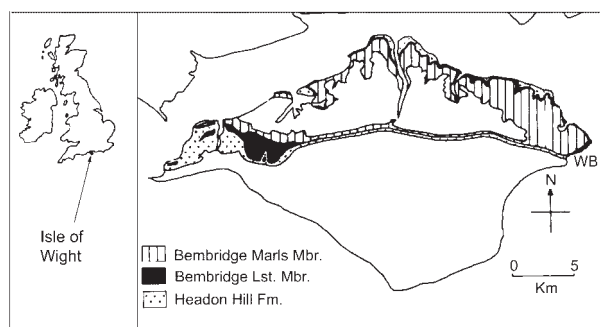 Isle of
Wight
Bembridge Marls Mbr.
Bembridge Lst. Mbr.
Headon Hill Fm.
WB
N
0 5
Km